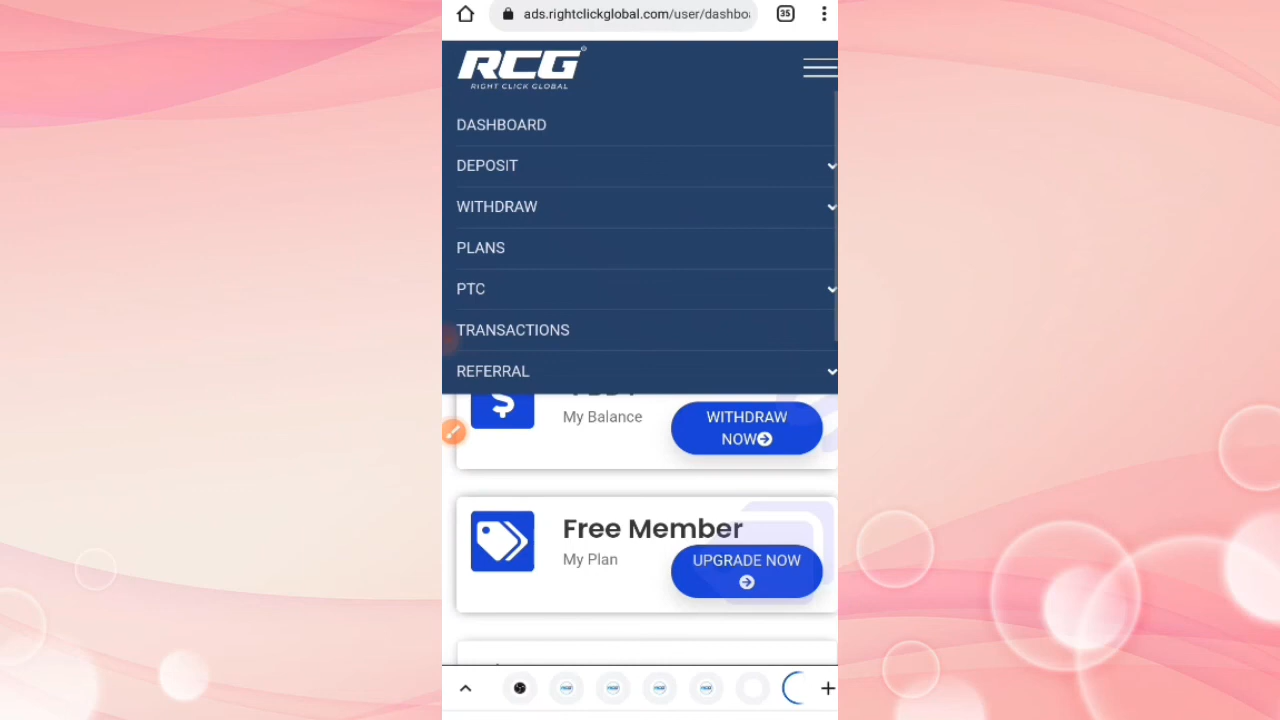 ads.rightclickglobal.com/user/dashboa
35
RCG®
RIGHT CLICK GLOBAL
DASHBOARD
DEPOSIT
WITHDRAW
PLANS
PTC
TRANSACTIONS
REFERRAL
My Balance
WITHDRAW
NOW
Free Member
My Plan
UPGRADE NOW